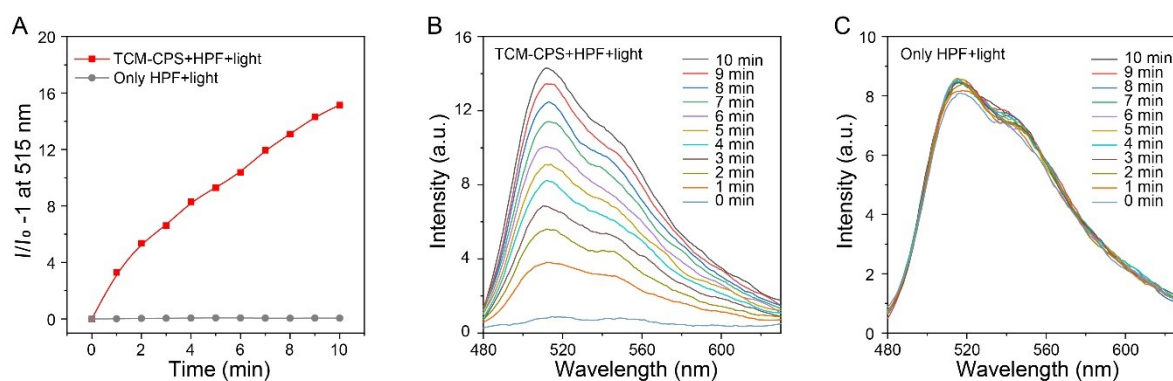 A
I/I₀ -1 at 515 nm
20
16
12
8
4
0
TCM-CPS+HPF+light
Only HPF+light
0
2
4
6
8
10
Time (min)
B
Intensity (a.u.)
16
12
8
4
0
TCM-CPS+HPF+light
10 min
9 min
8 min
7 min
6 min
5 min
4 min
3 min
2 min
1 min
0 min
480
520
560
600
Wavelength (nm)
C
Intensity (a.u.)
10
8
6
4
2
0
Only HPF+light
10 min
9 min
8 min
7 min
6 min
5 min
4 min
3 min
2 min
1 min
0 min
480
520
560
600
Wavelength (nm)